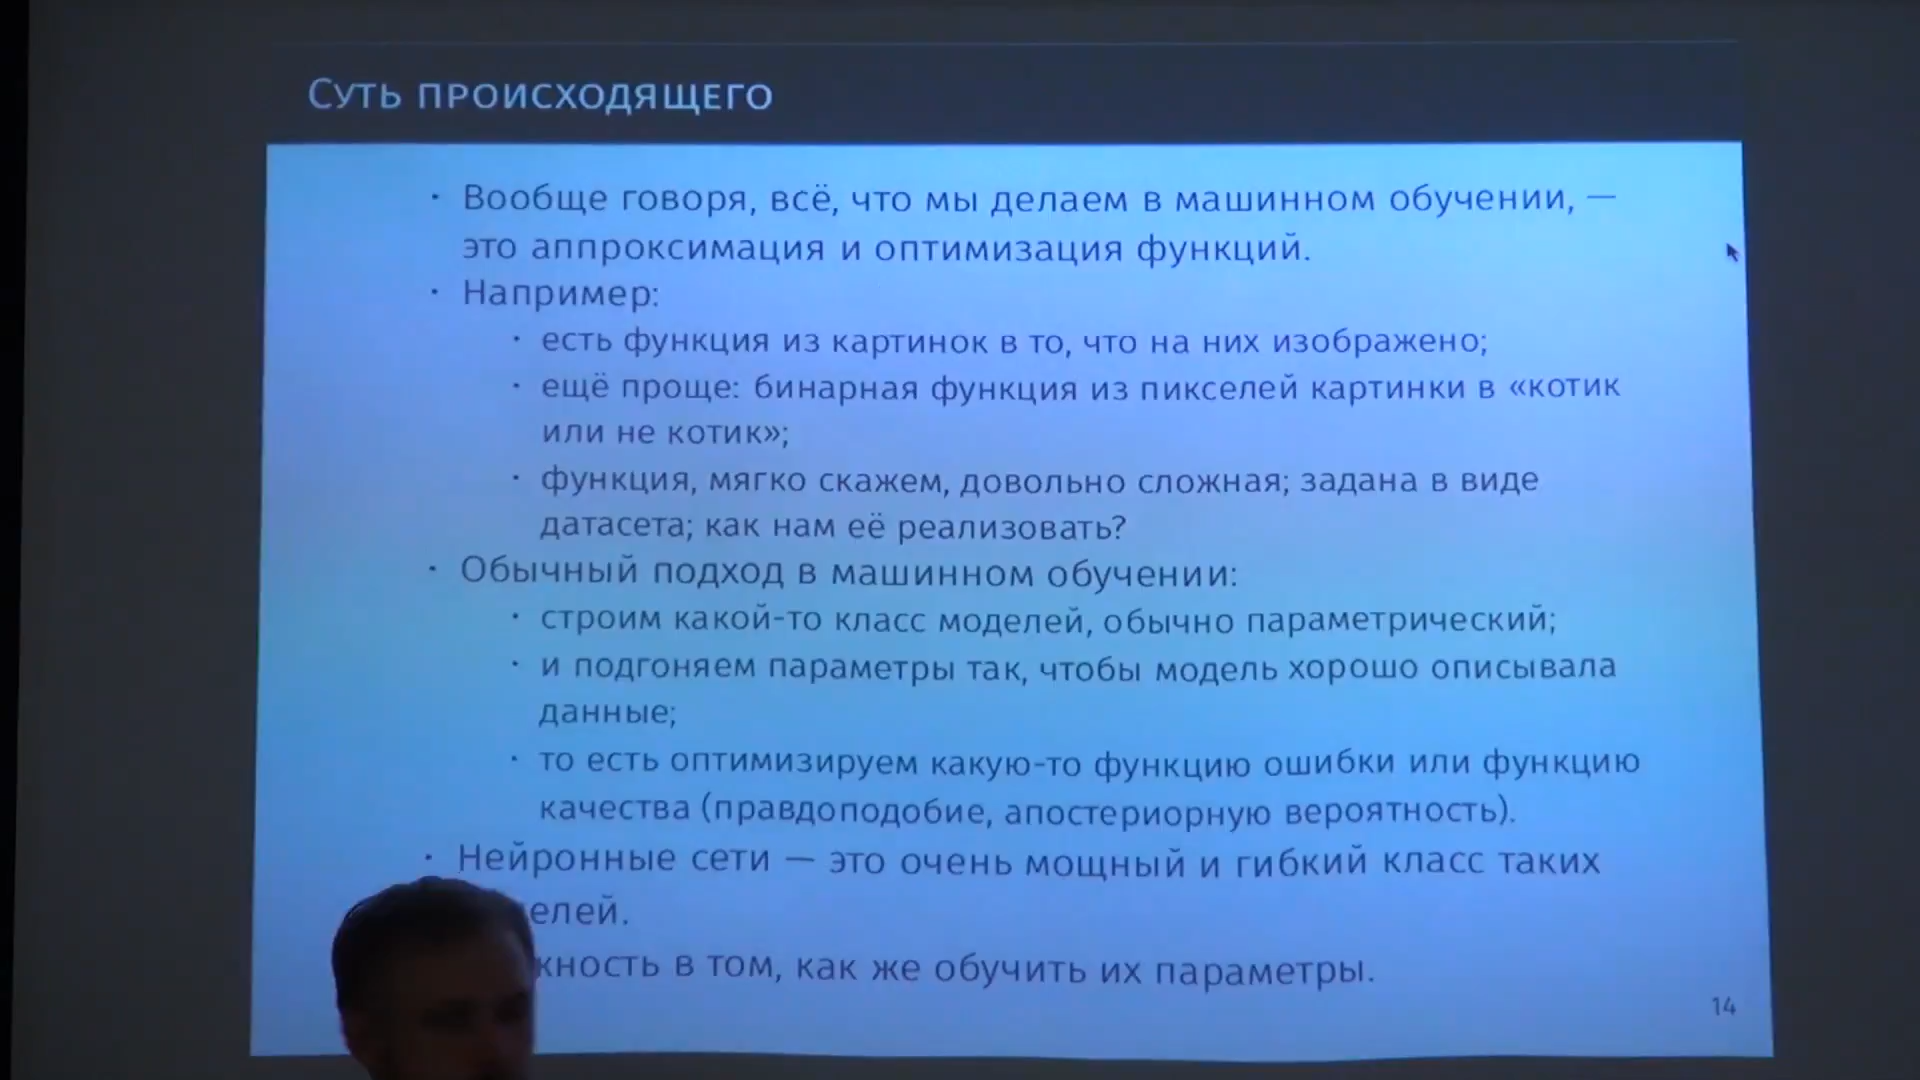 Суть происходящего
· Вообще говоря, всё, что мы делаем в машинном обучении, —
это аппроксимация и оптимизация функций.
· Например:
· есть функция из картинок в то, что на них изображено;
· ещё проще: бинарная функция из пикселей картинки в «котик
или не котик»;
· функция, мягко скажем, довольно сложная; задана в виде
датасета; как нам её реализовать?
· Обычный подход в машинном обучении:
· строим какой-то класс моделей, обычно параметрический;
· и подгоняем параметры так, чтобы модель хорошо описывала
данные;
· то есть оптимизируем какую-то функцию ошибки или функцию
качества (правдоподобие, апостериорную вероятность).
· Нейронные сети — это очень мощный и гибкий класс таких
елей.
жность в том, как же обучить их параметры.
14